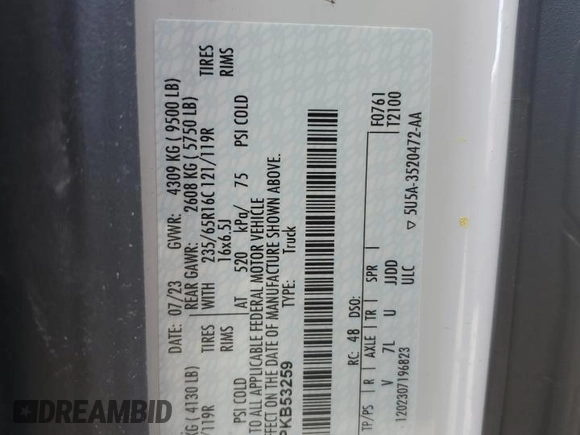 DATE: 07/23 GVWR: 4309 KG ( 9500 LB)
KG ( 4130 LB) REAR GAWR: 2608 KG ( 5750 LB)
119R TIRES WITH 235/65R16C 121/119R TIRES
RIMS 16x6.5J RIMS
PSI COLD AT 520 kPa/ 75 PSI COLD
TO ALL APPLICABLE FEDERAL MOTOR VEHICLE
EFFECT ON THE DATE OF MANUFACTURE SHOWN ABOVE.
PKB53259 TYPE: Truck
F0761
T2100
RC: 48 DSO:
TP/PS R AXLE TR SPR
V 7L U JJDD
1202307196823 ULC
▽ 5U5A-3520472-AA
DREAMBID